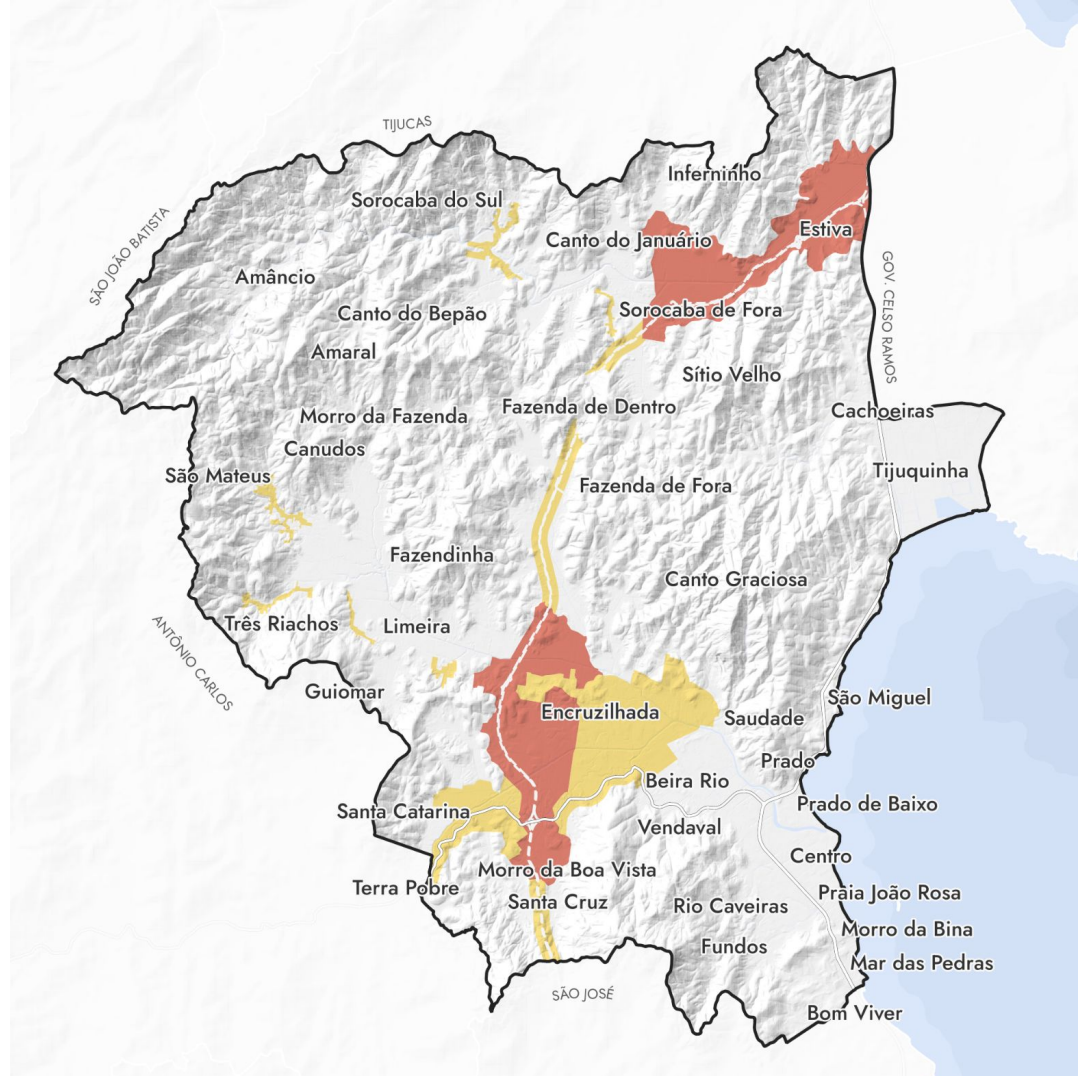 TIJUCAS
Inferninho
Sorocaba do Sul
Estiva
Canto do Januário
SÃO JOÃO BATISTA
Amâncio
GOV. CELSO RAMOS
Canto do Bepão
Sorocaba de Fora
Amaral
Sítio Velho
Fazenda de Dentro
Cachoeiras
Morro da Fazenda
Canudos
Tijuquinha
São Mateus
Fazenda de Fora
Fazendinha
Canto Graciosa
Três Riachos
Limeira
ANTÔNIO CARLOS
Guiomar
São Miguel
Encruzilhada
Saudade
Prado
Beira Rio
Prado de Baixo
Santa Catarina
Vendaval
Centro
Morro da Boa Vista
Terra Pobre
Praia João Rosa
Santa Cruz
Rio Caveiras
Morro da Bina
Fundos
Mar das Pedras
SÃO JOSÉ
Bom Viver